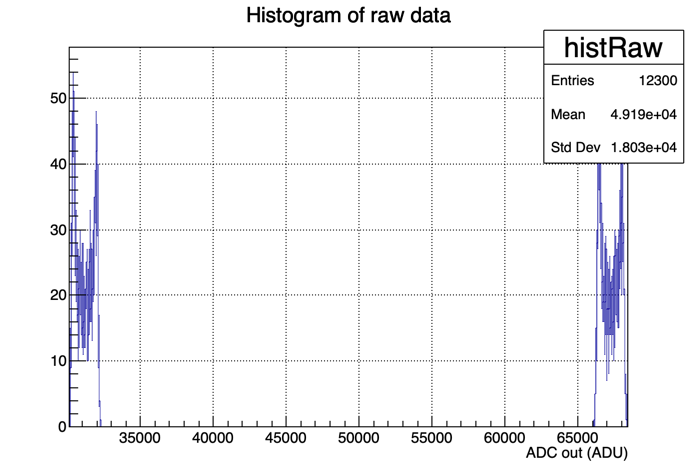 Histogram of raw data
histRaw
Entries 12300
Mean 4.919e+04
Std Dev 1.803e+04
50
40
30
20
10
0
35000 40000 45000 50000 55000 60000 65000
ADC out (ADU)